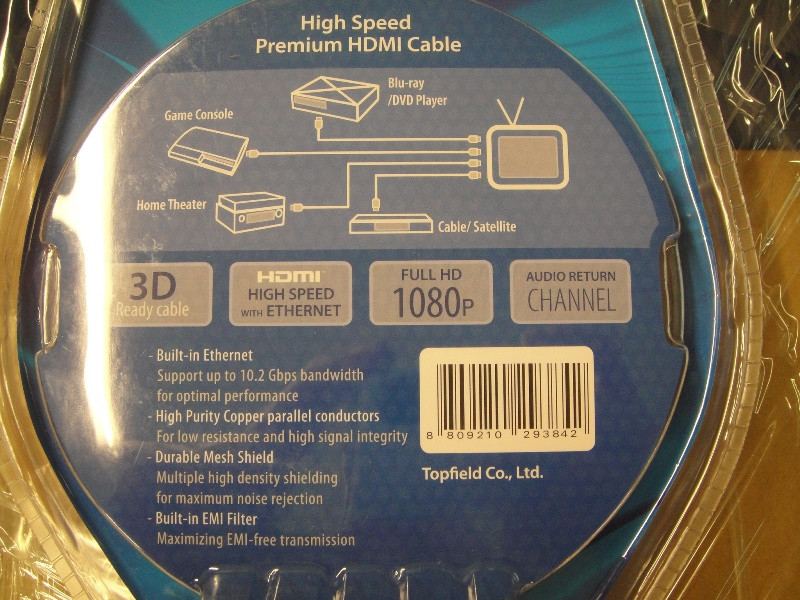 High Speed
Premium HDMI Cable
Blu-ray
/DVD Player
Game Console
Home Theater
Cable/ Satellite
3D
Ready cable
HDMI
HIGH SPEED
WITH ETHERNET
FULL HD
1080P
AUDIO RETURN
CHANNEL
- Built-in Ethernet
Support up to 10.2 Gbps bandwidth
for optimal performance
- High Purity Copper parallel conductors
For low resistance and high signal integrity
- Durable Mesh Shield
Multiple high density shielding
for maximum noise rejection
- Built-in EMI Filter
Maximizing EMI-free transmission
8 809210 293842
Topfield Co., Ltd.